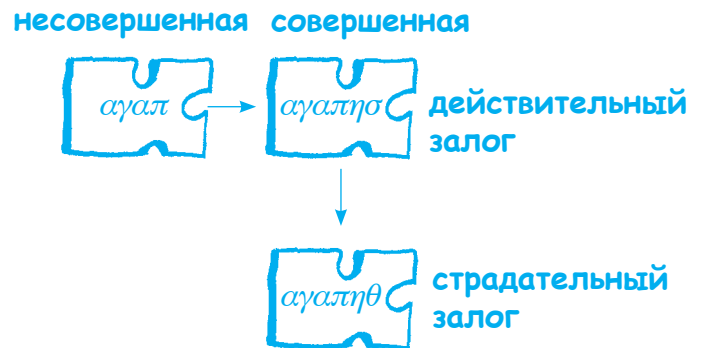 несовершенная совершенная
αγαπ αγαπησ действительный
залог
αγαπηθ страдательный
залог